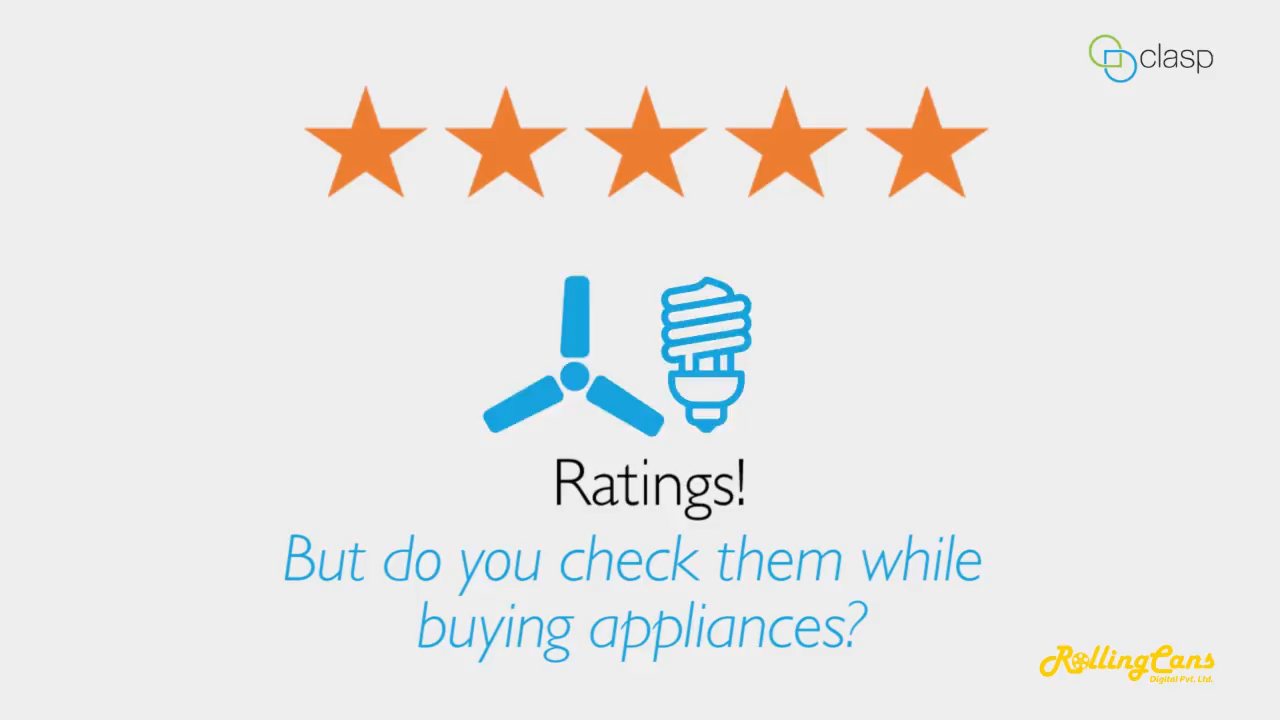 clasp
Ratings!
But do you check them while
buying appliances?
RollingCans
Digital Pvt. Ltd.